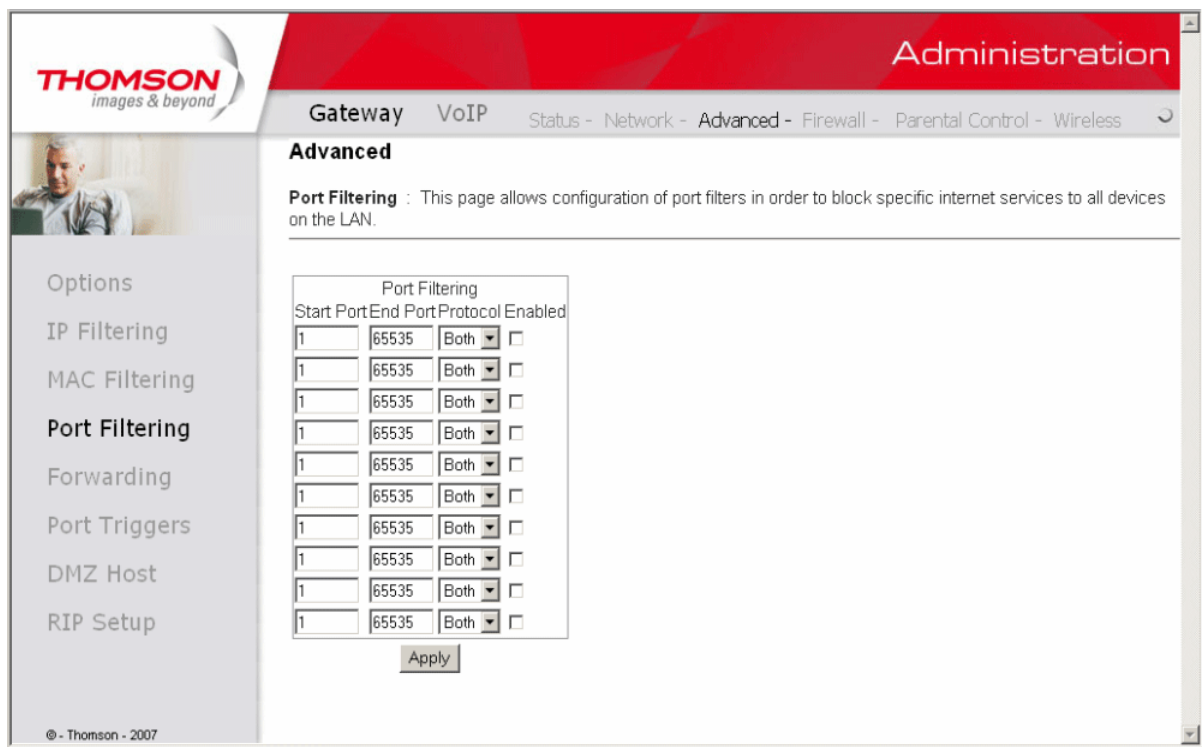 Administration
THOMSON
images & beyond
Gateway VoIP Status - Network - Advanced - Firewall - Parental Control - Wireless
Advanced
Port Filtering : This page allows configuration of port filters in order to block specific internet services to all devices
on the LAN.
Options
IP Filtering
MAC Filtering
Port Filtering
Forwarding
Port Triggers
DMZ Host
RIP Setup
Port Filtering
Start Port End Port Protocol Enabled
1 65535 Both
1 65535 Both
1 65535 Both
1 65535 Both
1 65535 Both
1 65535 Both
1 65535 Both
1 65535 Both
1 65535 Both
1 65535 Both
Apply
© - Thomson - 2007